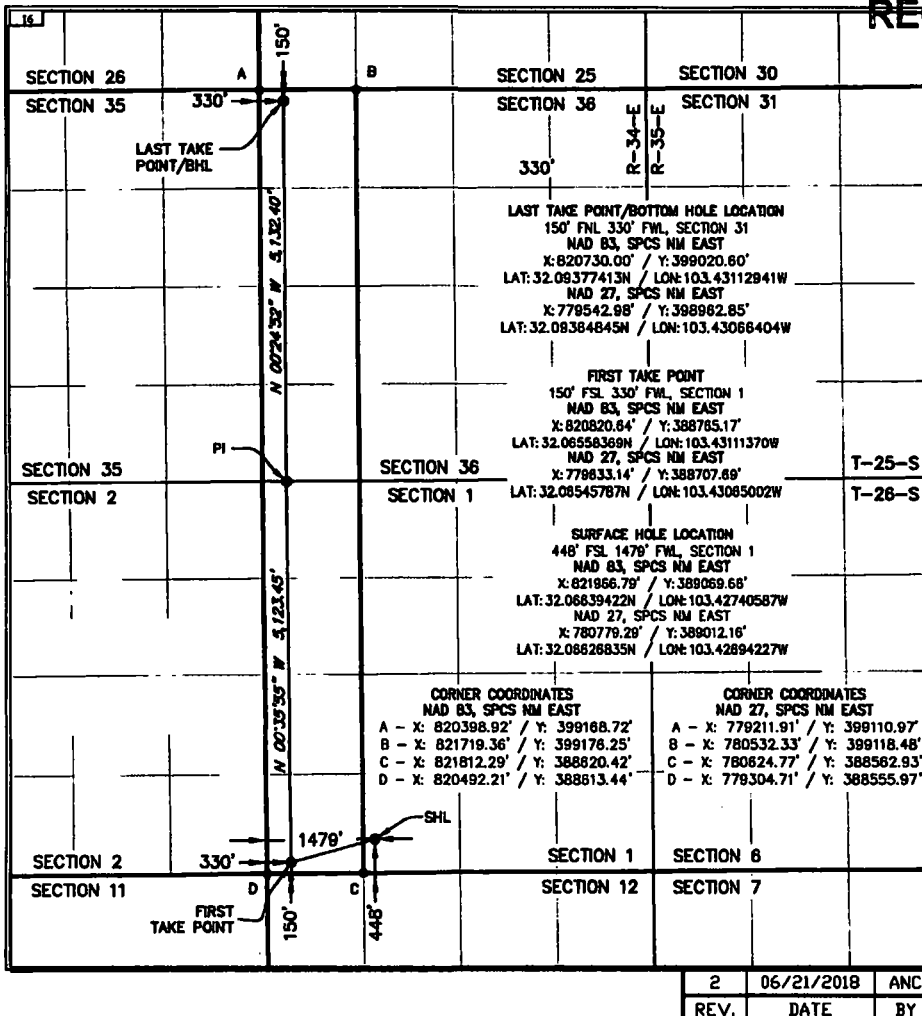 16
RE
150'
A
B
SECTION 26
SECTION 25
SECTION 30
SECTION 35
330'
SECTION 36
SECTION 31
LAST TAKE
POINT/BHL
R-34-E
R-35-E
330'
N 00°24'32" W 5,132.40'
LAST TAKE POINT/BOTTOM HOLE LOCATION
150' FNL 330' FWL, SECTION 31
NAD 83, SPCS NM EAST
X:820730.00' / Y:399020.60'
LAT:32.09377413N / LON:103.43112941W
NAD 27, SPCS NM EAST
X:779542.98' / Y:398962.85'
LAT:32.09364845N / LON:103.43066404W
FIRST TAKE POINT
150' FSL 330' FWL, SECTION 1
NAD 83, SPCS NM EAST
X:820820.64' / Y:388765.17'
LAT:32.06558369N / LON:103.43111370W
NAD 27, SPCS NM EAST
X:779633.14' / Y:388707.69'
LAT:32.06545787N / LON:103.43065002W
PI
SECTION 35
SECTION 36
T-25-S
SECTION 2
SECTION 1
T-26-S
SURFACE HOLE LOCATION
448' FSL 1479' FWL, SECTION 1
NAD 83, SPCS NM EAST
X:821966.79' / Y:389069.66'
LAT:32.06639422N / LON:103.42740587W
NAD 27, SPCS NM EAST
X:780779.29' / Y:389012.16'
LAT:32.06626835N / LON:103.42694227W
N 00°35'35" W 5,123.45'
CORNER COORDINATES
NAD 83, SPCS NM EAST
A - X: 820398.92' / Y: 399168.72'
B - X: 821719.36' / Y: 399176.25'
C - X: 821812.29' / Y: 388620.42'
D - X: 820492.21' / Y: 388613.44'
CORNER COORDINATES
NAD 27, SPCS NM EAST
A - X: 779211.91' / Y: 399110.97'
B - X: 780532.33' / Y: 399118.48'
C - X: 780624.77' / Y: 388562.93'
D - X: 779304.71' / Y: 388555.97'
SHL
1479'
SECTION 2
330'
SECTION 1
SECTION 6
SECTION 11
D
C
SECTION 12
SECTION 7
FIRST
TAKE POINT
150'
448'
2 06/21/2018 ANC
REV. DATE BY